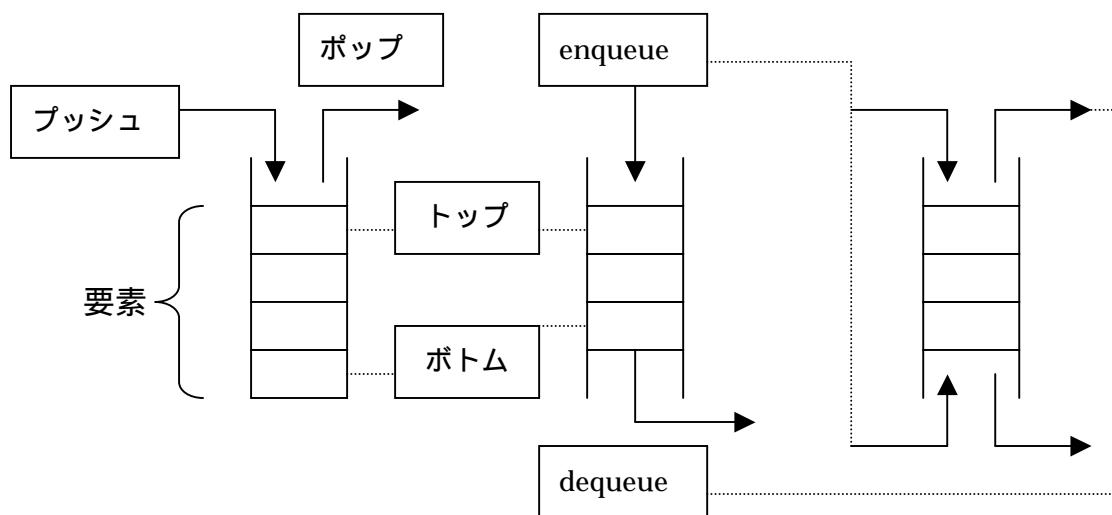 ポップ
enqueue
プッシュ
トップ
要素
ボトム
dequeue